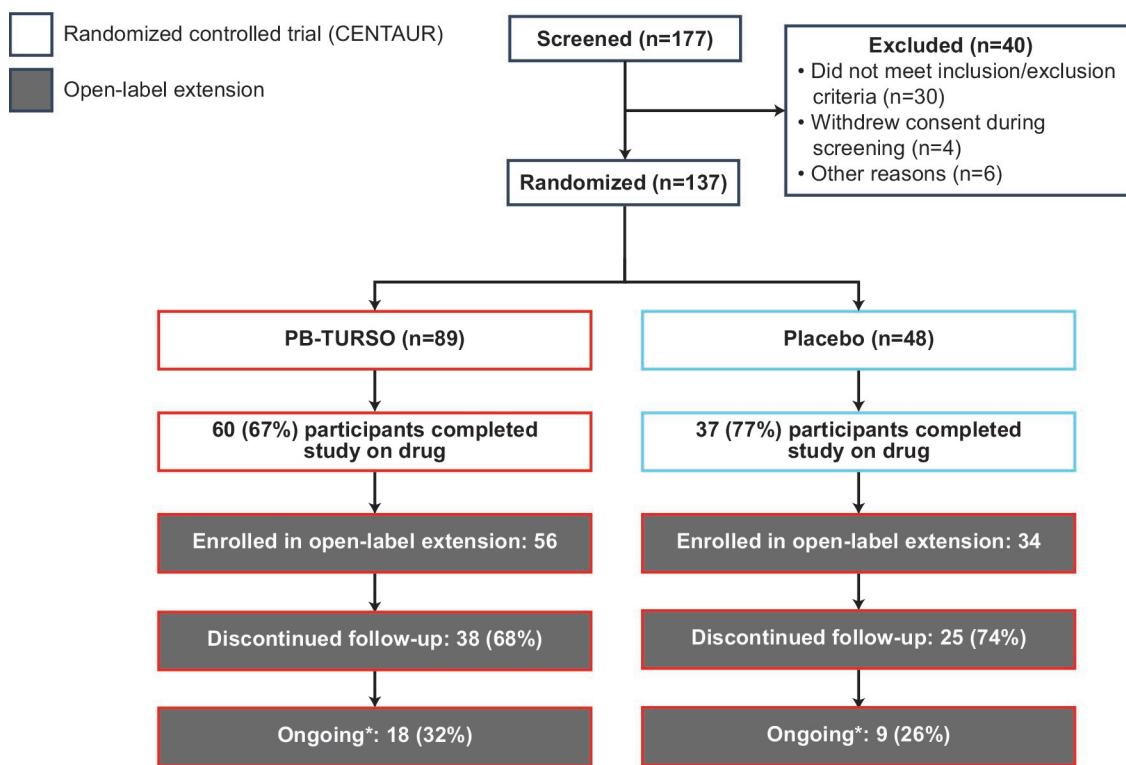 Randomized controlled trial (CENTAUR)
Open-label extension
Screened (n=177)
Excluded (n=40)
• Did not meet inclusion/exclusion
criteria (n=30)
• Withdrew consent during
screening (n=4)
• Other reasons (n=6)
Randomized (n=137)
PB-TURSO (n=89)
Placebo (n=48)
60 (67%) participants completed
study on drug
37 (77%) participants completed
study on drug
Enrolled in open-label extension: 56
Enrolled in open-label extension: 34
Discontinued follow-up: 38 (68%)
Discontinued follow-up: 25 (74%)
Ongoing*: 18 (32%)
Ongoing*: 9 (26%)